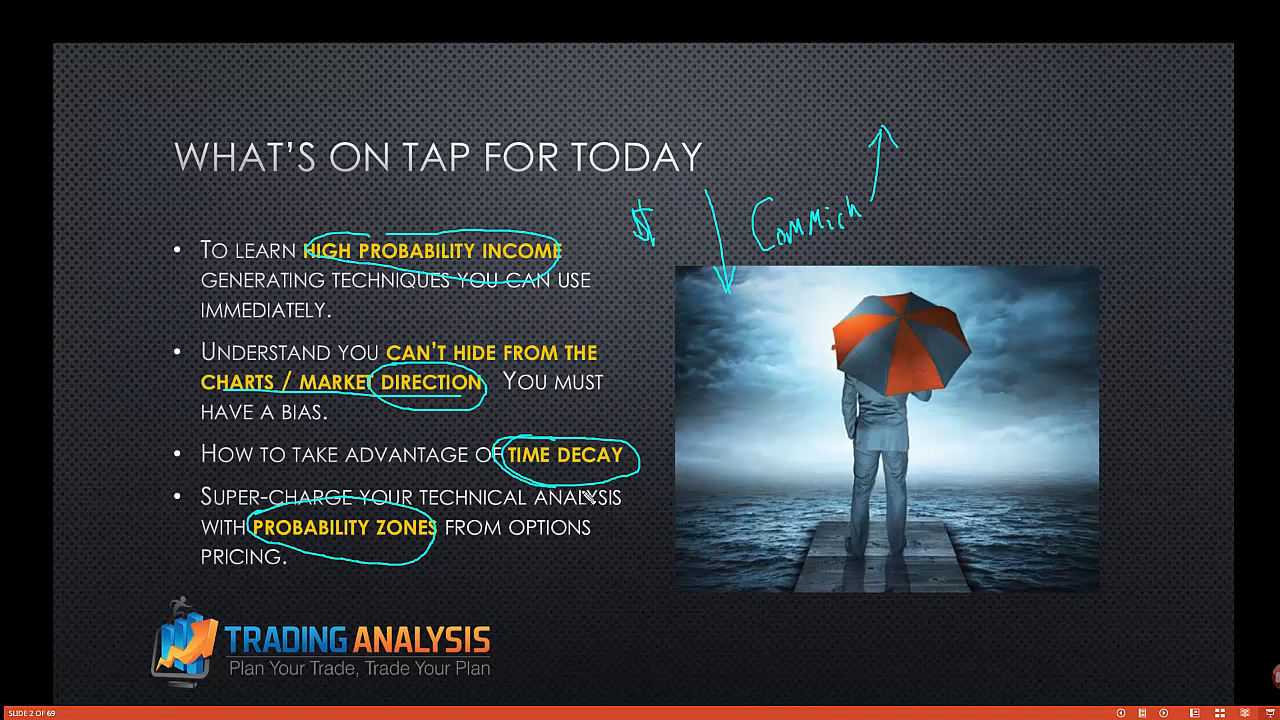 WHAT'S ON TAP FOR TODAY
$
• TO LEARN HIGH PROBABILITY INCOME
GENERATING TECHNIQUES YOU CAN USE
IMMEDIATELY.
• UNDERSTAND YOU CAN'T HIDE FROM THE
CHARTS / MARKET DIRECTION YOU MUST
HAVE A BIAS.
• HOW TO TAKE ADVANTAGE OF TIME DECAY
• SUPER-CHARGE YOUR TECHNICAL ANALYSIS
WITH PROBABILITY ZONES FROM OPTIONS
PRICING.
TRADING ANALYSIS
Plan Your Trade, Trade Your Plan
SLIDE 2 OF 69